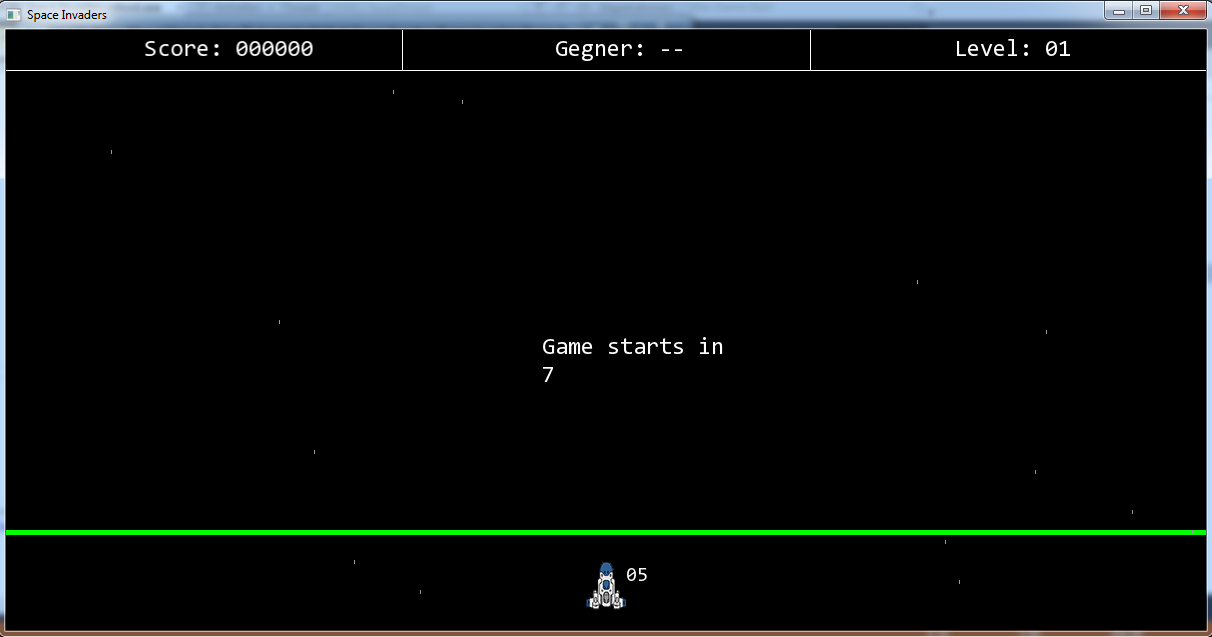 Space Invaders
Score: 000000
Gegner: --
Level: 01
Game starts in
7
05